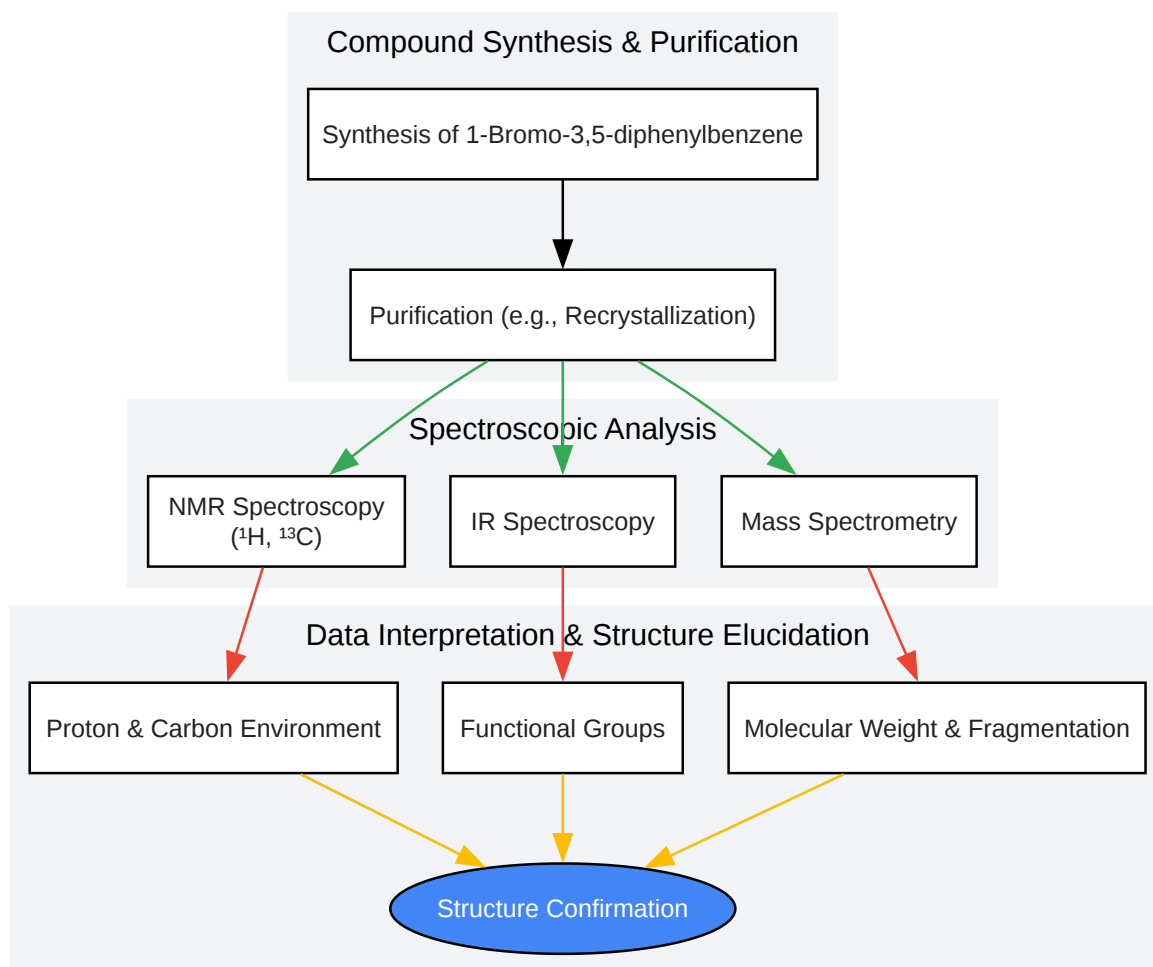 Compound Synthesis & Purification
Synthesis of 1-Bromo-3,5-diphenylbenzene
Purification (e.g., Recrystallization)
Spectroscopic Analysis
NMR Spectroscopy
(¹H, ¹³C)
IR Spectroscopy
Mass Spectrometry
Data Interpretation & Structure Elucidation
Proton & Carbon Environment
Functional Groups
Molecular Weight & Fragmentation
Structure Confirmation